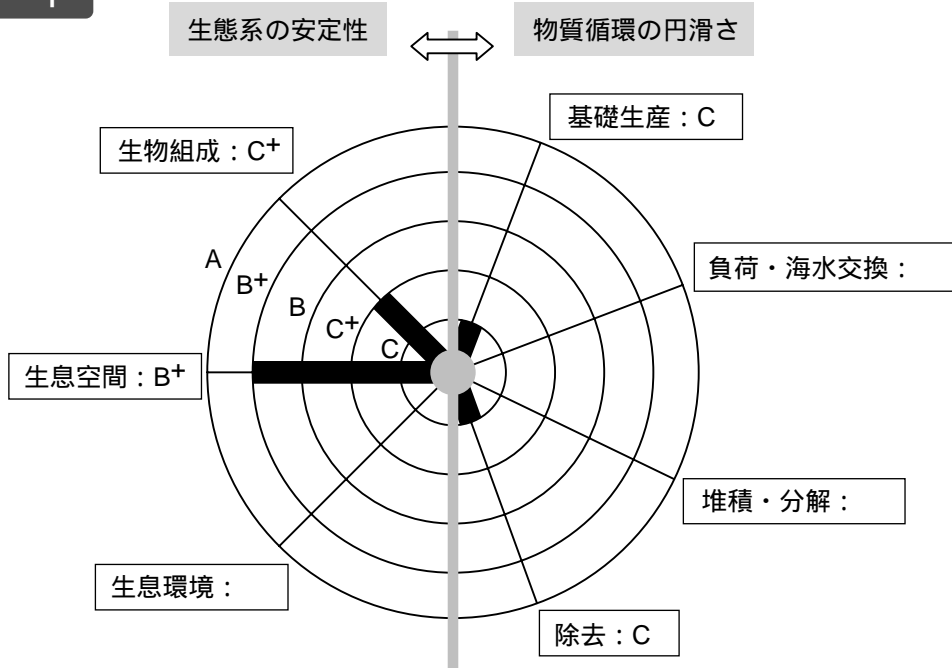 生態系の安定性
物質循環の円滑さ
基礎生産：C
生物組成：C+
負荷・海水交換：
A
B+
B
C+
C
生息空間：B+
堆積・分解：
生息環境：
除去：C